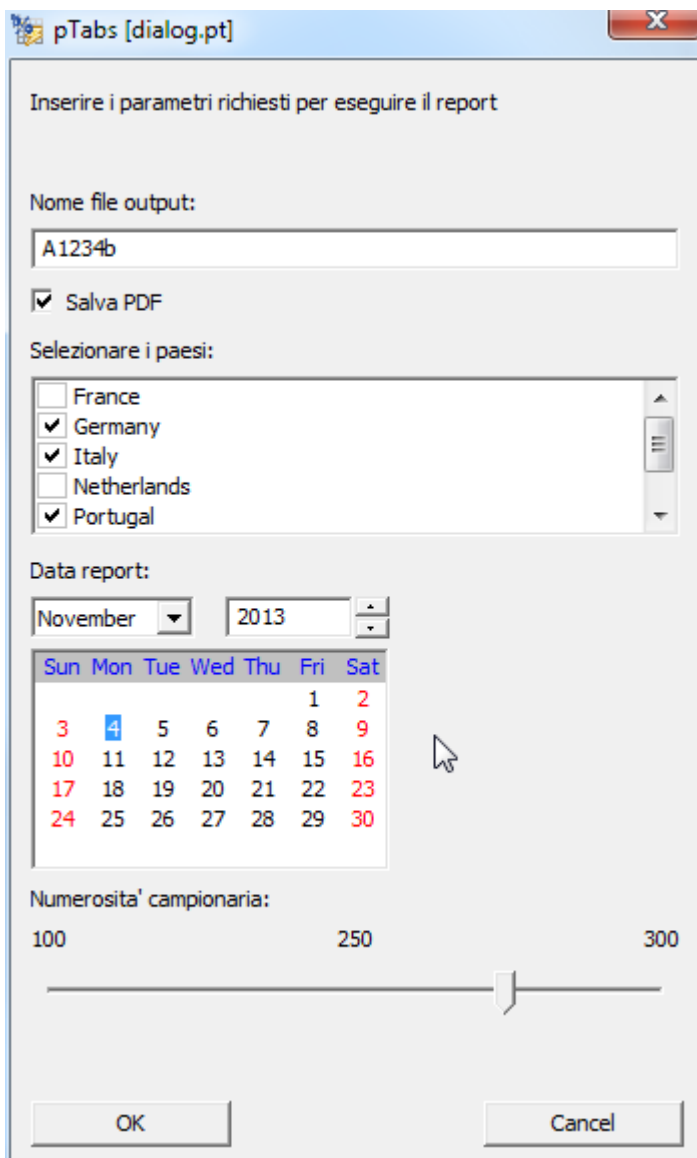 pTabs [dialog.pt]
Inserire i parametri richiesti per eseguire il report
Nome file output:
A1234b
Salva PDF
Selezionare i paesi:
France
Germany
Italy
Netherlands
Portugal
Data report:
November 2013
Sun Mon Tue Wed Thu Fri Sat
1 2
3 4 5 6 7 8 9
10 11 12 13 14 15 16
17 18 19 20 21 22 23
24 25 26 27 28 29 30
Numerosita' campionaria:
100 250 300
OK Cancel